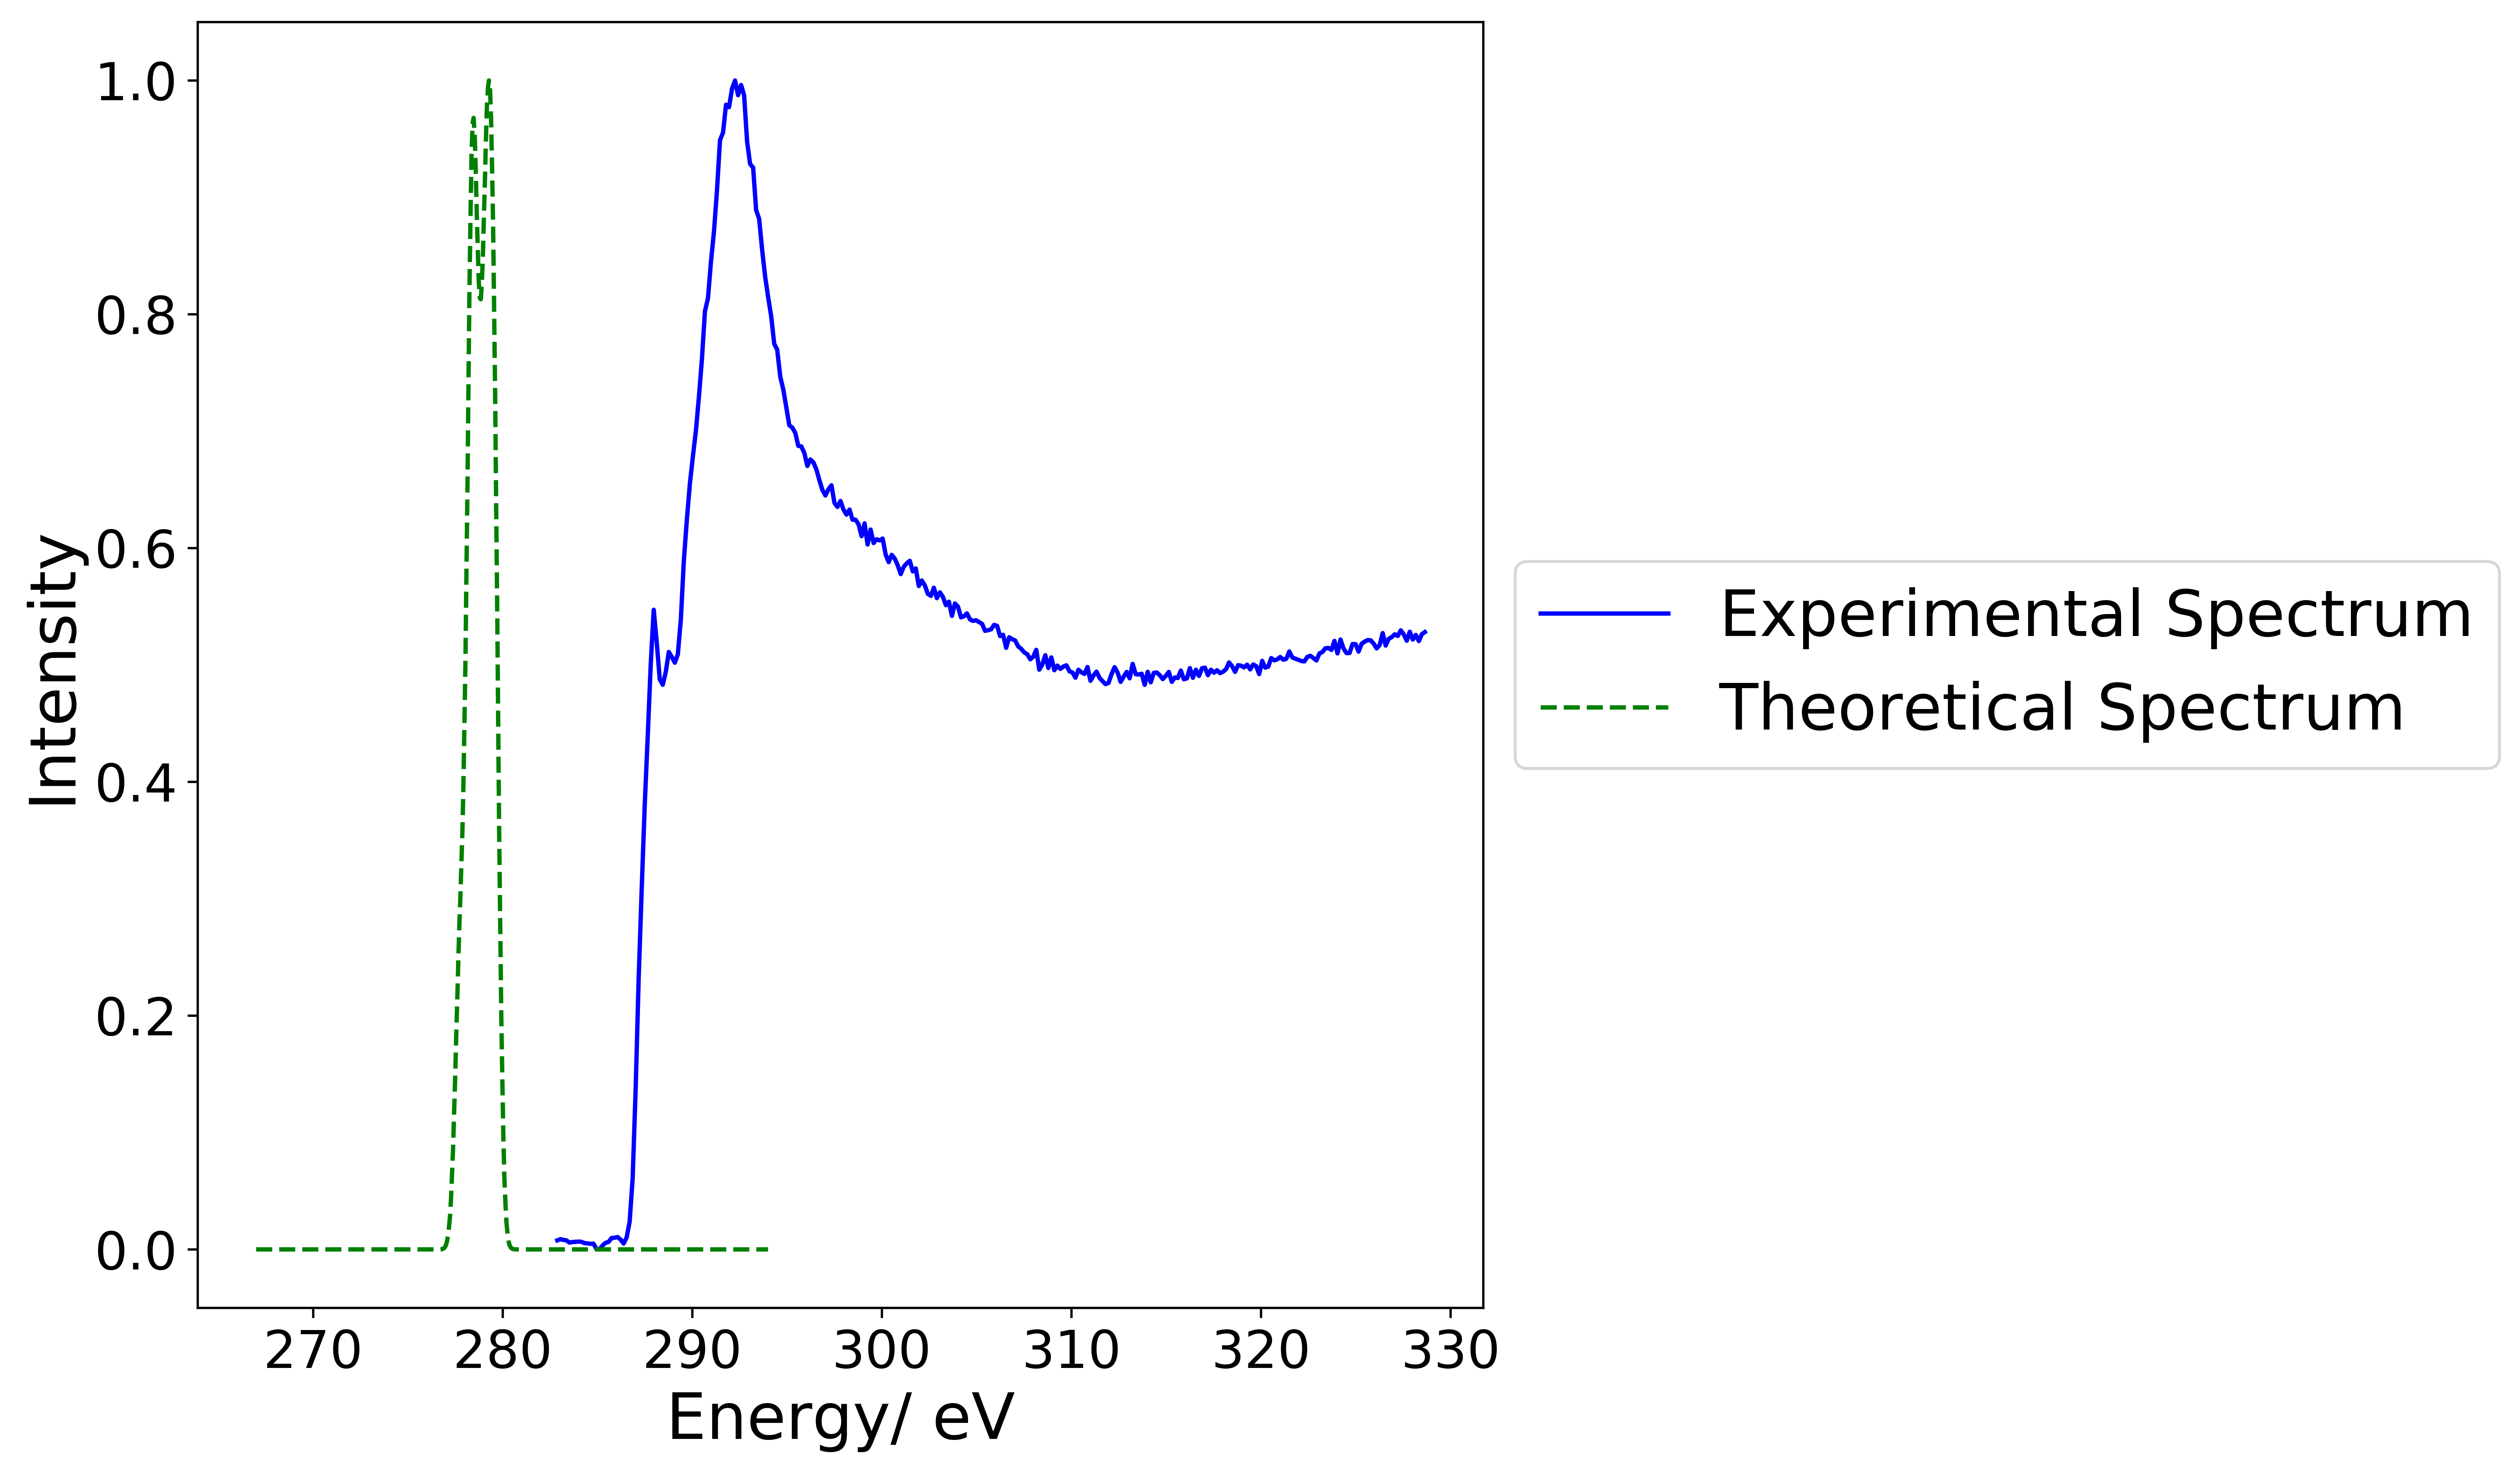 1.0
0.8
0.6
0.4
0.2
0.0
Intensity
270 280 290 300 310 320 330
Energy/ eV
Experimental Spectrum
Theoretical Spectrum